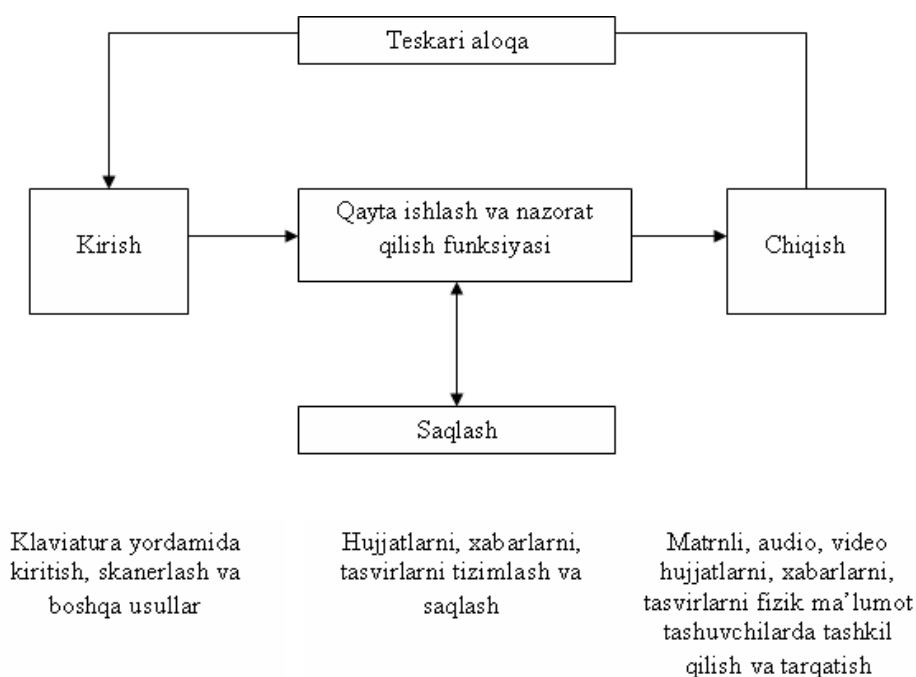 Teskari aloqa
Kirish
Qayta ishlash va nazorat
qilish funksiyasi
Chiqish
Saqlash
Klaviatura yordamida
kiritish, skanerlash va
boshqa usullar
Hujjatlarni, xabarlarni,
tasvirlarni tizimlash va
saqlash
Matrnli, audio, video
hujjatlarni, xabarlarni,
tasvirlarni fizik ma’lumot
tashuvchilarda tashkil
qilish va tarqatish